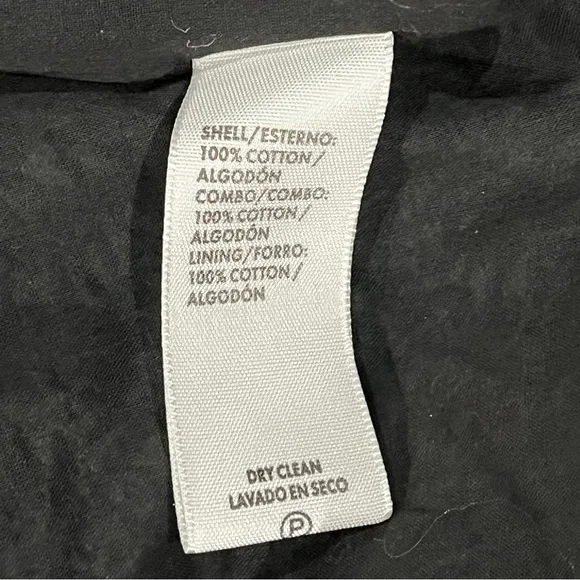 SHELL/ESTERNO:
100% COTTON/
ALGODÓN
COMBO/COMBO:
100% COTTON/
ALGODÓN
LINING/FORRO:
100% COTTON/
ALGODÓN
DRY CLEAN
LAVADO EN SECO
P